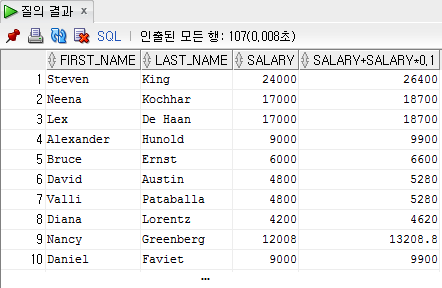 질의 결과 x
SQL | 인출된 모든 행: 107(0,008초)
FIRST_NAME LAST_NAME SALARY SALARY+SALARY*0,1
1 Steven King 24000 26400
2 Neena Kochhar 17000 18700
3 Lex De Haan 17000 18700
4 Alexander Hunold 9000 9900
5 Bruce Ernst 6000 6600
6 David Austin 4800 5280
7 Valli Pataballa 4800 5280
8 Diana Lorentz 4200 4620
9 Nancy Greenberg 12008 13208.8
10 Daniel Faviet 9000 9900
...